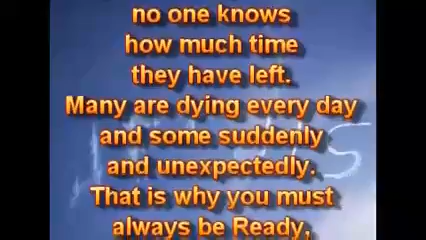 no one knows
how much time
they have left.
Many are dying every day
and some suddenly
and unexpectedly.
That is why you must
always be Ready,